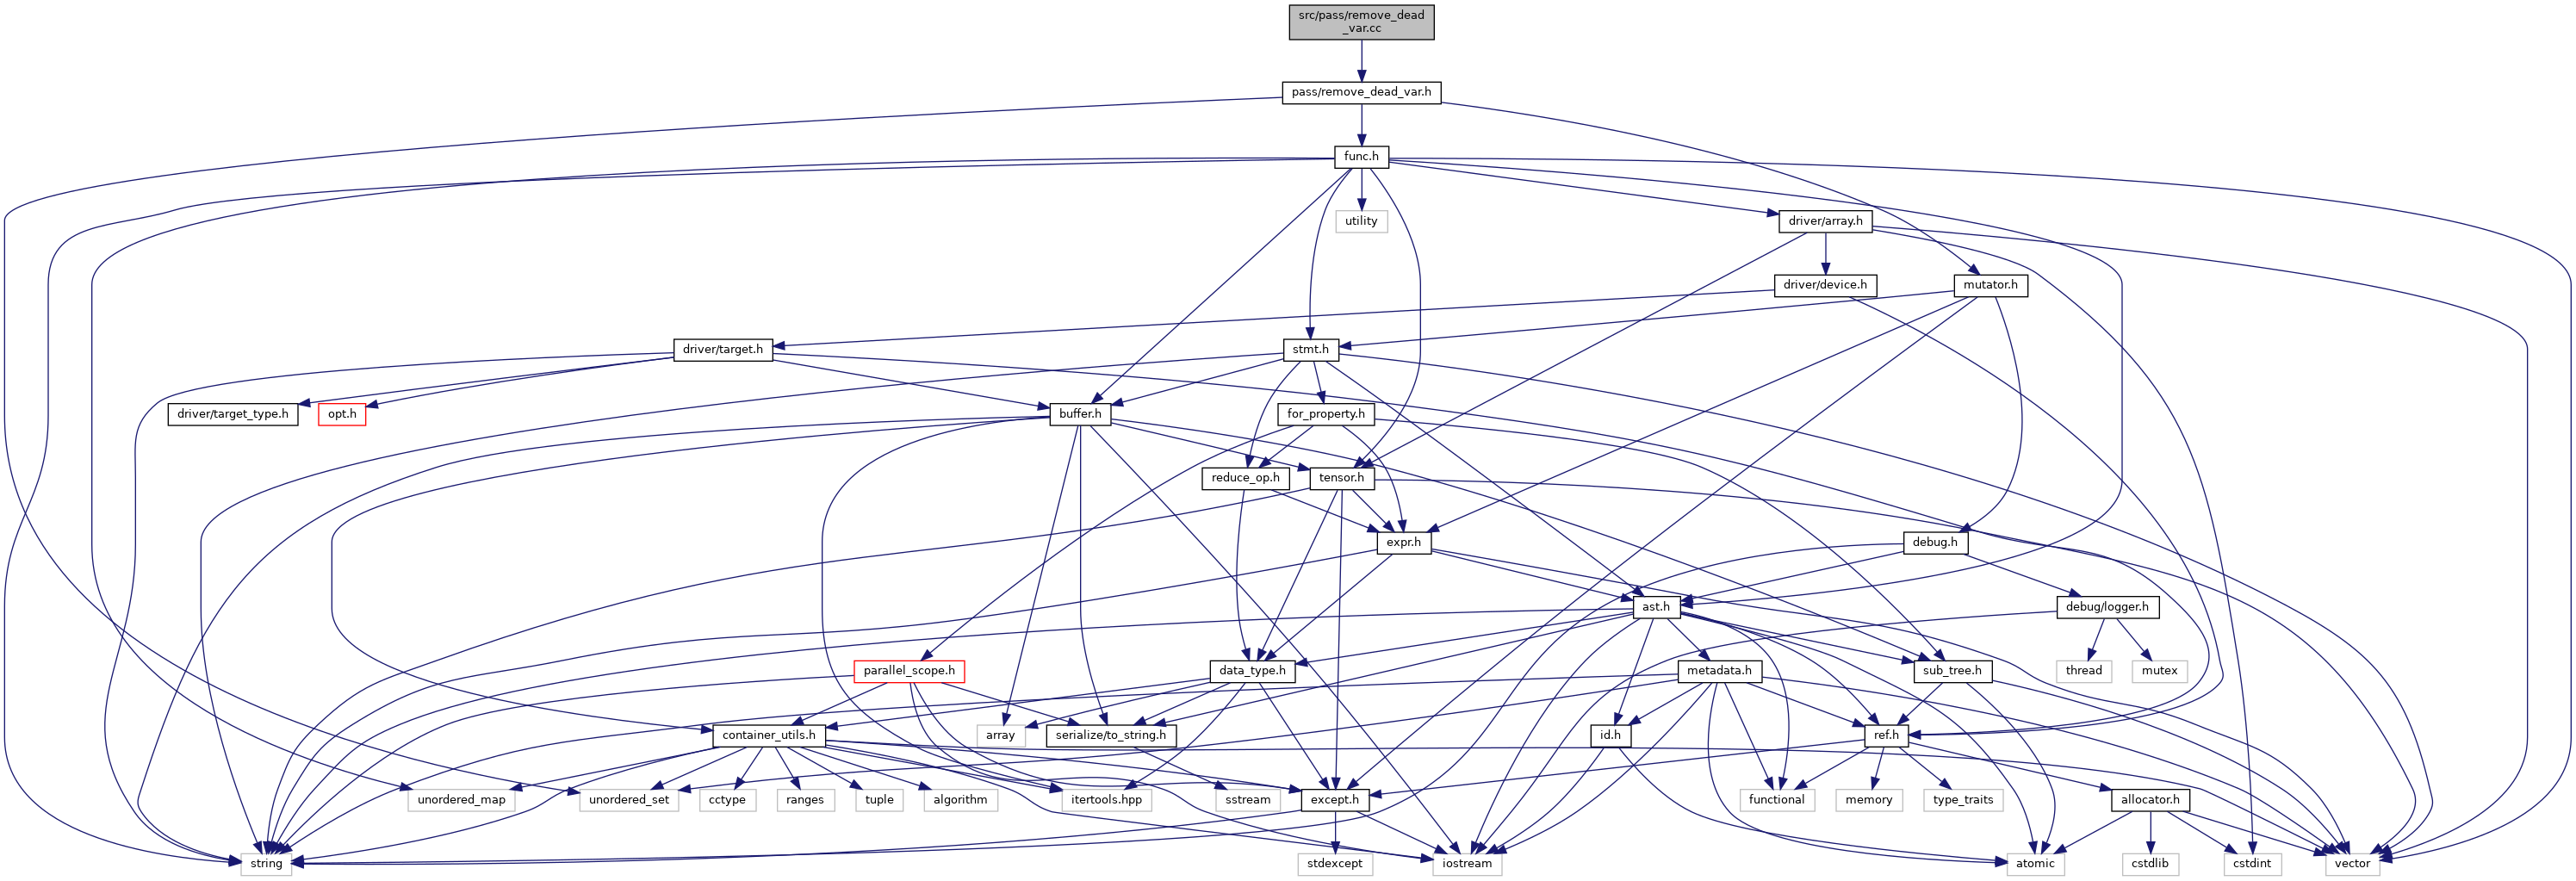 src/pass/remove_dead
_var.cc
pass/remove_dead_var.h
func.h
utility
driver/array.h
driver/device.h
mutator.h
driver/target.h
stmt.h
driver/target_type.h
opt.h
buffer.h
for_property.h
reduce_op.h
tensor.h
expr.h
debug.h
ast.h
debug/logger.h
parallel_scope.h
data_type.h
metadata.h
sub_tree.h
thread
mutex
container_utils.h
array
serialize/to_string.h
id.h
ref.h
unordered_map
unordered_set
cctype
ranges
tuple
algorithm
itertools.hpp
sstream
except.h
functional
memory
type_traits
allocator.h
string
stdexcept
iostream
atomic
cstdlib
cstdint
vector